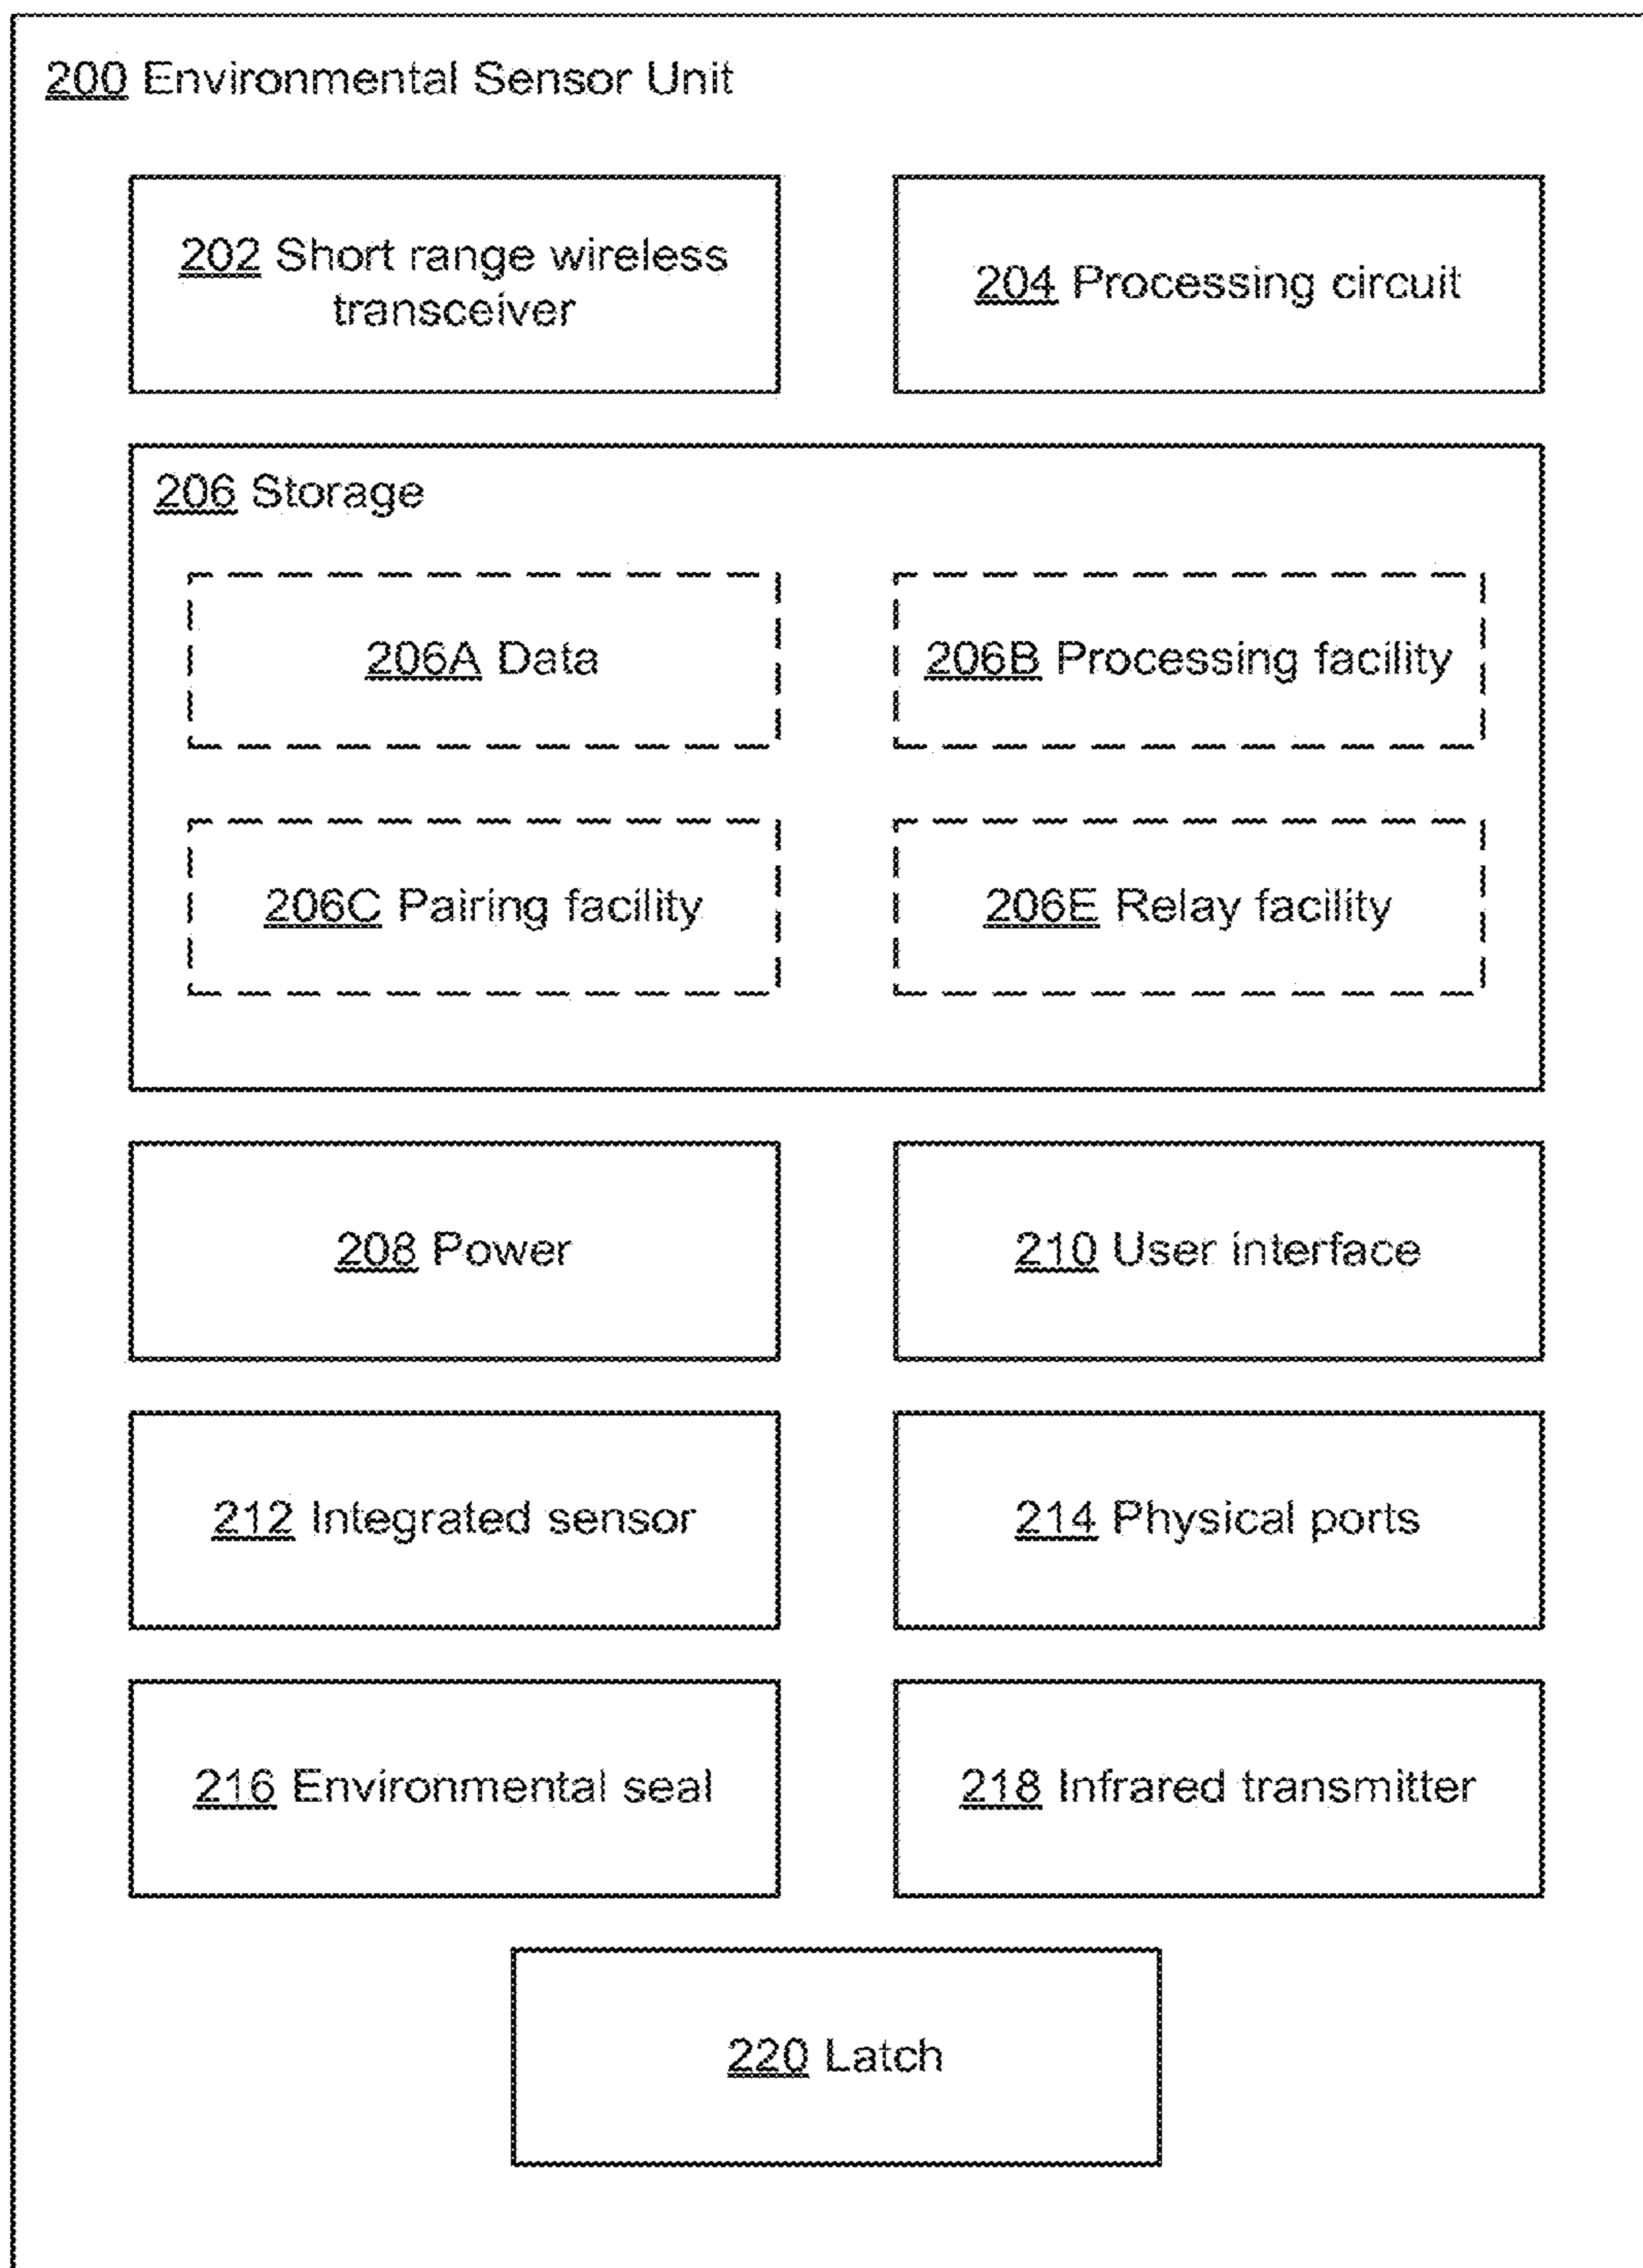 200 Environmental Sensor Unit
202 Short range wireless
transceiver
204 Processing circuit
206 Storage
206A Data
206B Processing facility
206C Pairing facility
206E Relay facility
208 Power
210 User interface
212 Integrated sensor
214 Physical ports
216 Environmental seal
218 Infrared transmitter
220 Latch